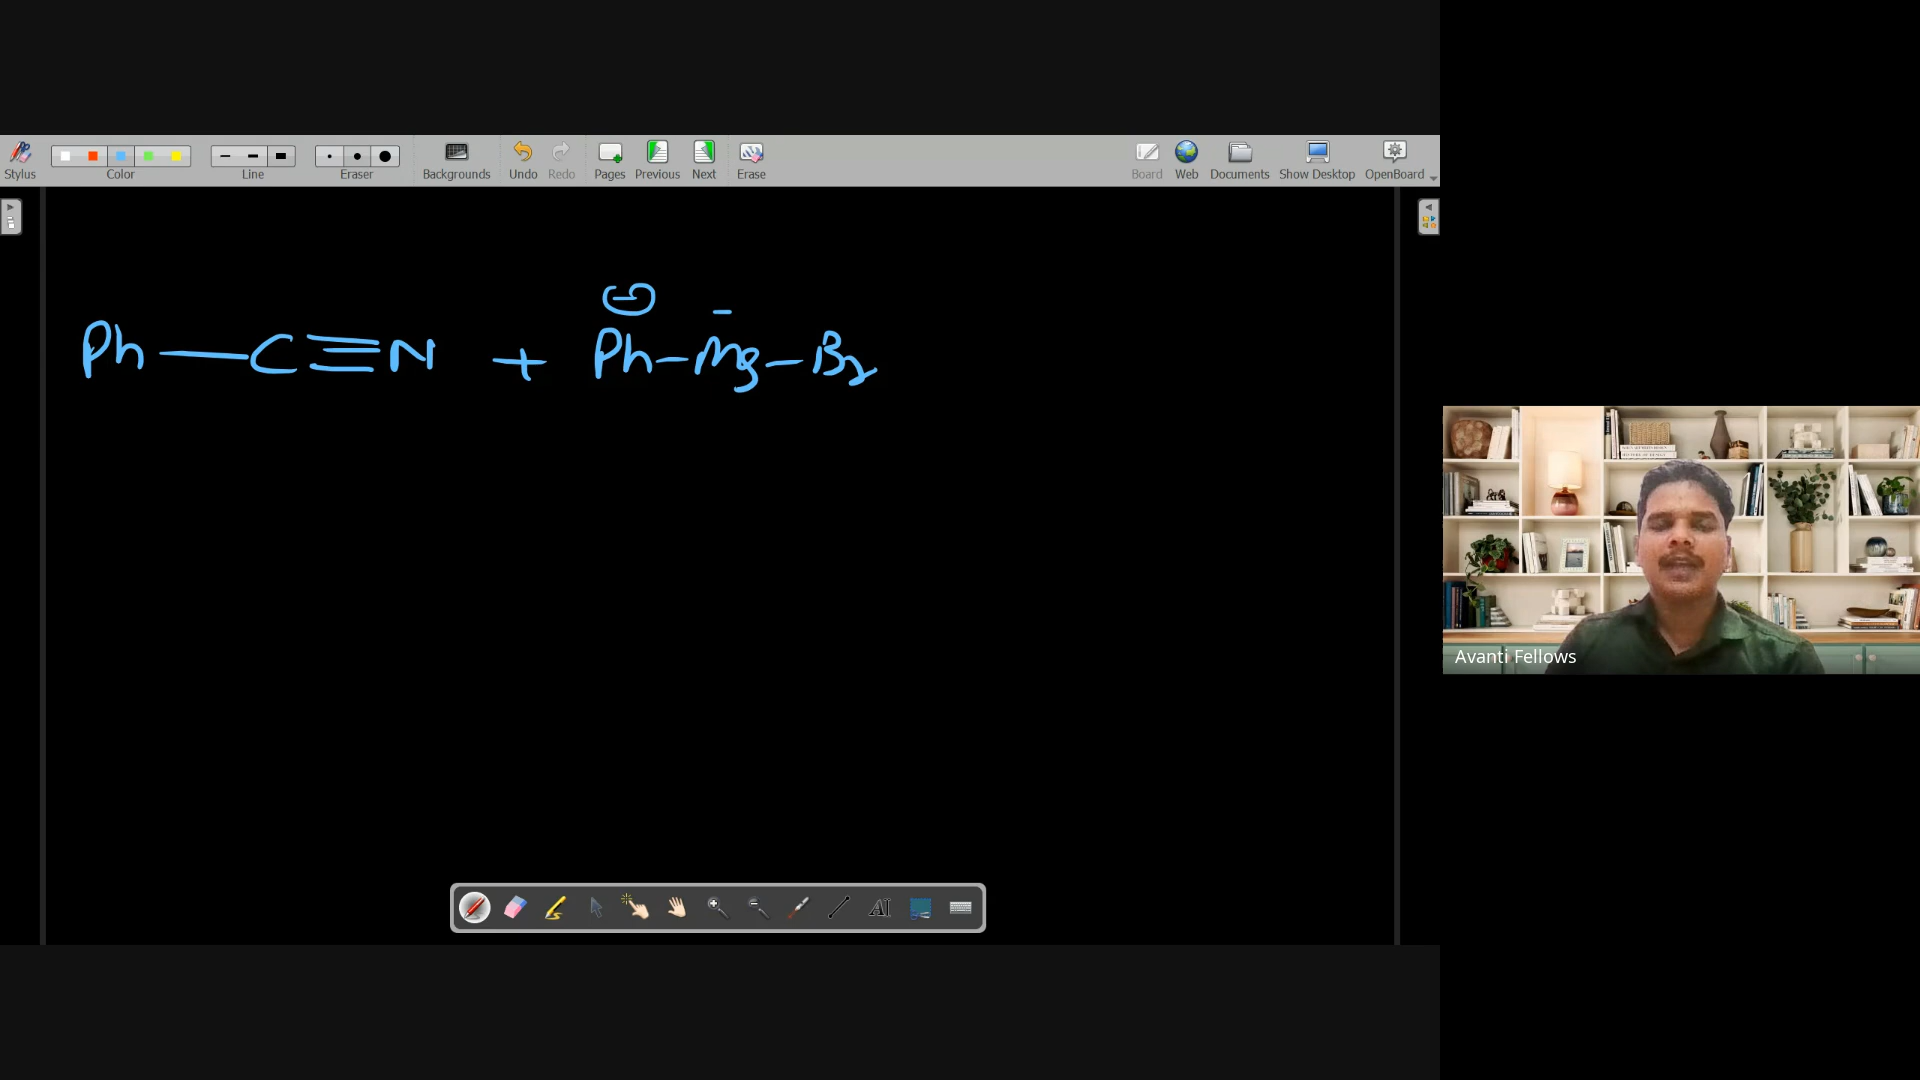 Stylus Color Line Eraser Backgrounds Undo Redo Pages Previous Next Erase Board Web Documents Show Desktop OpenBoard
⊖ -
Ph—C≡N + Ph-Mg-Br
Avanti Fellows
AI